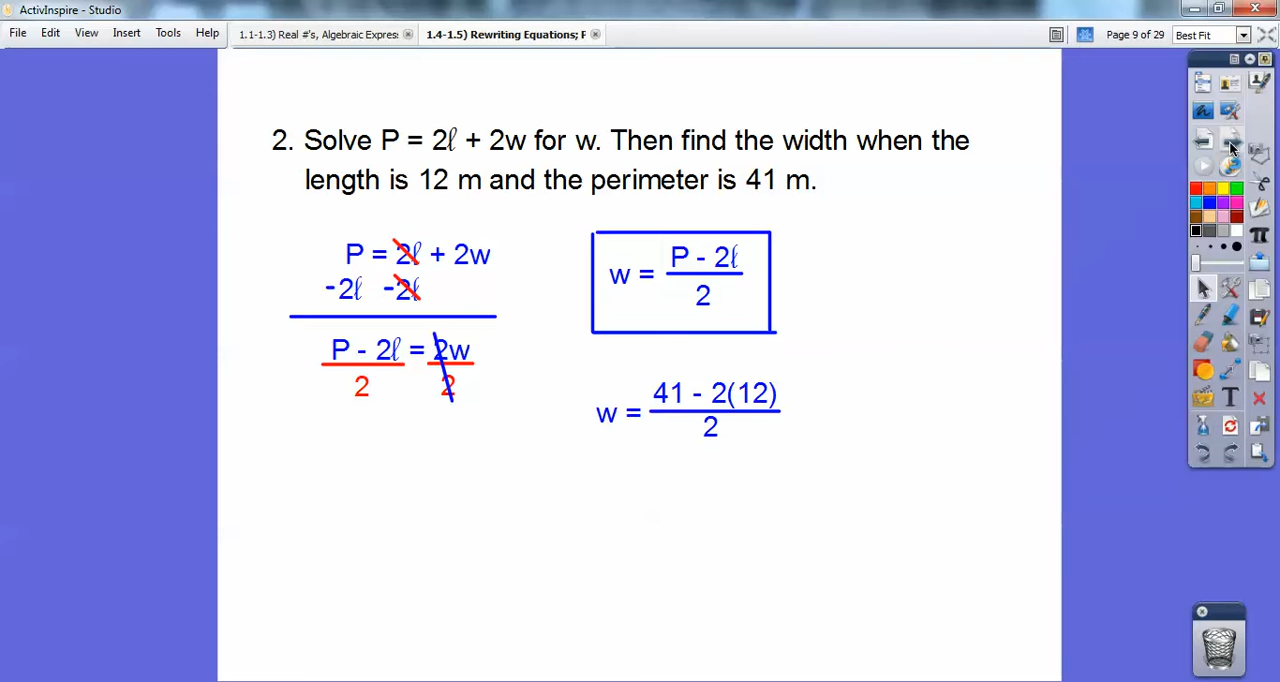 ActivInspire - Studio
File Edit View Insert Tools Help
1.1-1.3) Real #'s, Algebraic Expres
1.4-1.5) Rewriting Equations; F
Page 9 of 29
Best Fit
2. Solve P = 2ℓ + 2w for w. Then find the width when the
length is 12 m and the perimeter is 41 m.
P = 2ℓ + 2w
-2ℓ -2ℓ
P - 2ℓ = 2w
2 2
w = P - 2ℓ
2
w = 41 - 2(12)
2